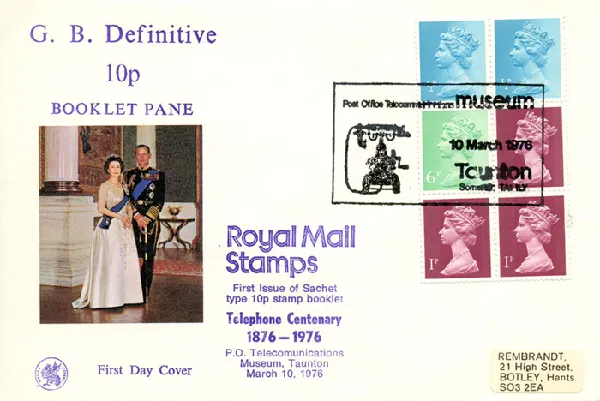 G. B. Definitive
10p
BOOKLET PANE
Post Office Telecommunications museum
10 March 1976
Taunton
Somerset, TA1
6P
1P
1P
Royal Mail
Stamps
First Issue of Sachet
type 10p stamp booklet
Telephone Centenary
1876-1976
P.O. Telecomunications
Museum, Taunton
March 10, 1976
First Day Cover
REMBRANDT,
21 High Street,
BOTLEY, Hants.
SO3 2EA